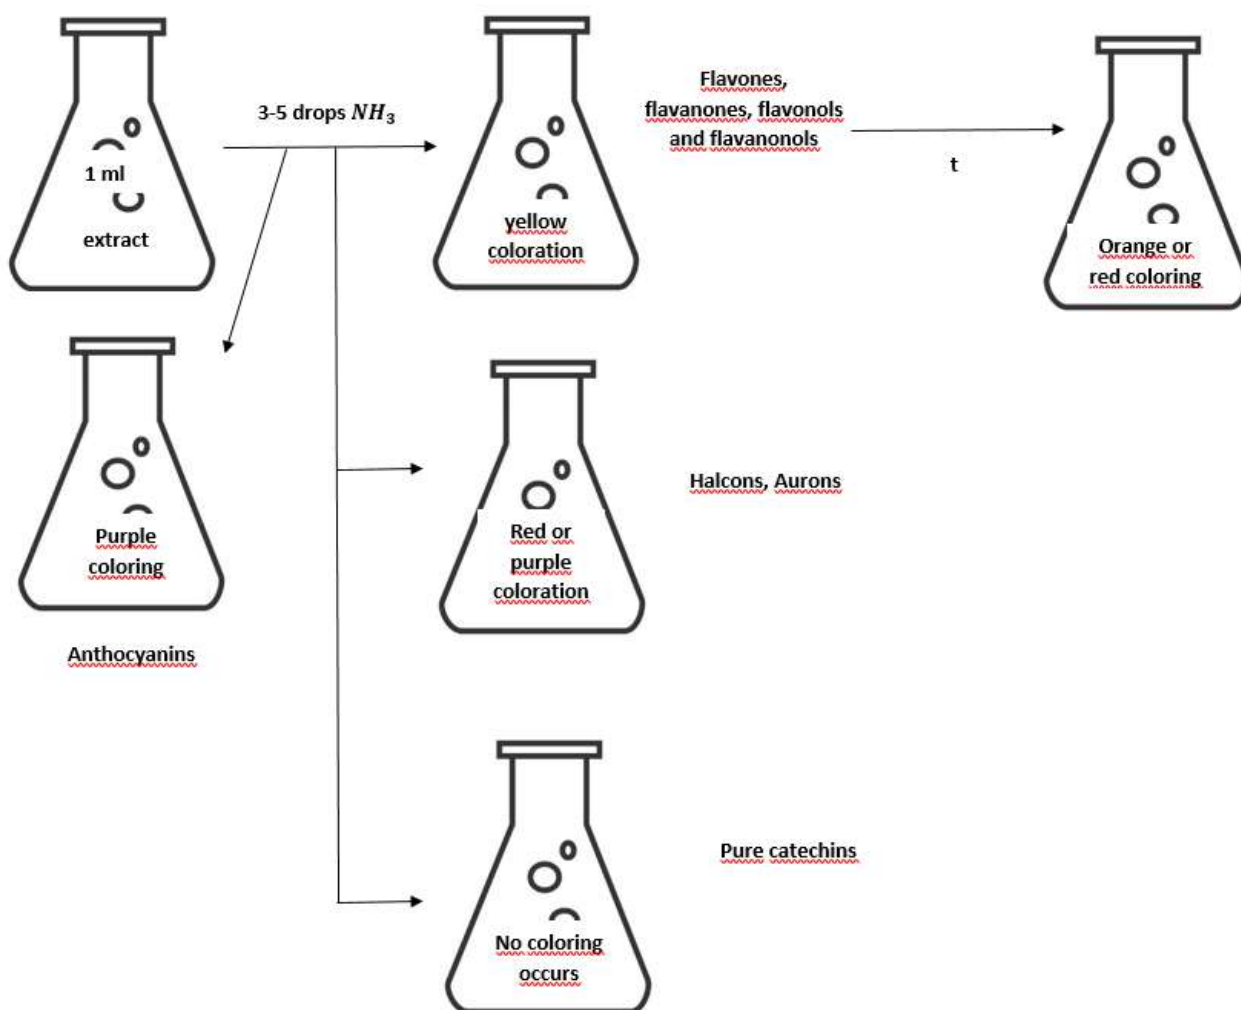 1 ml
extract
3-5 drops NH₃
yellow
coloration
Flavones,
flavanones, flavonols
and flavanonols
t
Orange or
red coloring
Purple
coloring
Anthocyanins
Red or
purple
coloration
Halcons, Aurons
No coloring
occurs
Pure catechins